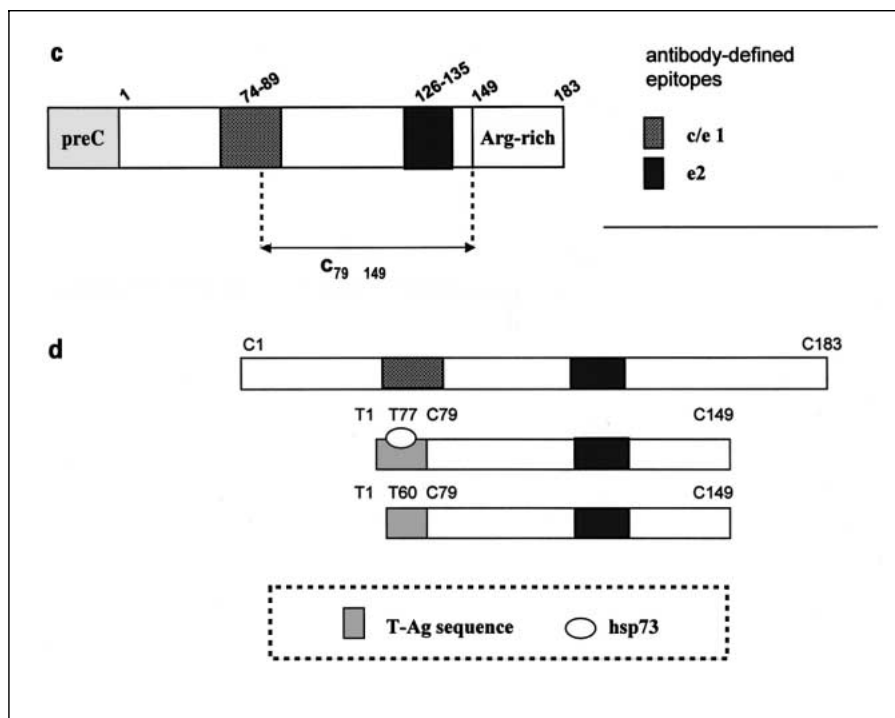 c
1
74-89
126-135
149
183
preC
Arg-rich
C79 149
antibody-defined
epitopes
c/e 1
e2
d
C1 C183
T1 T77 C79 C149
T1 T60 C79 C149
T-Ag sequence hsp73